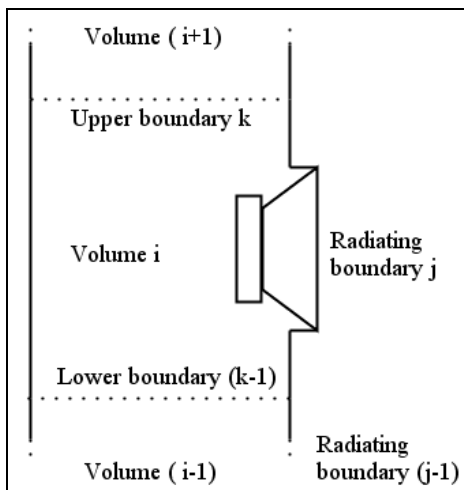 Volume ( i+1)
Upper boundary k
Volume i
Radiating
boundary j
Lower boundary (k-1)
Volume ( i-1)
Radiating
boundary (j-1)